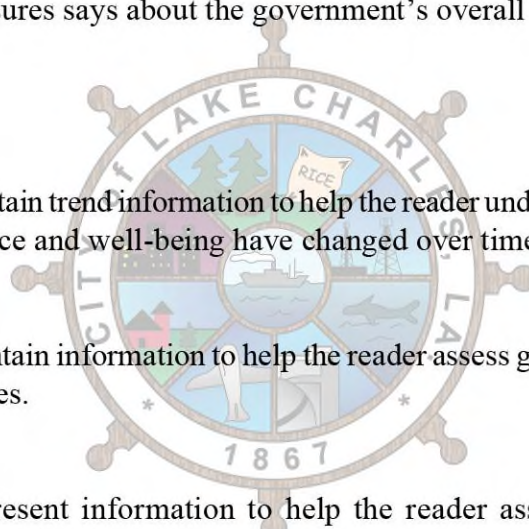 sures says about the government's overall
CITY of LAKE CHARLES, LA.
RICE
tain trend information to help the reader und
ce and well-being have changed over time
ntain information to help the reader assess g
es.
* 1867 *
resent information to help the reader ass